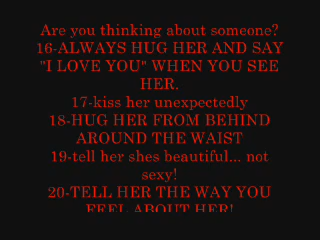 Are you thinking about someone?
16-ALWAYS HUG HER AND SAY
"I LOVE YOU" WHEN YOU SEE
HER.
17-kiss her unexpectedly
18-HUG HER FROM BEHIND
AROUND THE WAIST
19-tell her shes beautiful... not
sexy!
20-TELL HER THE WAY YOU
FEEL ABOUT HER!